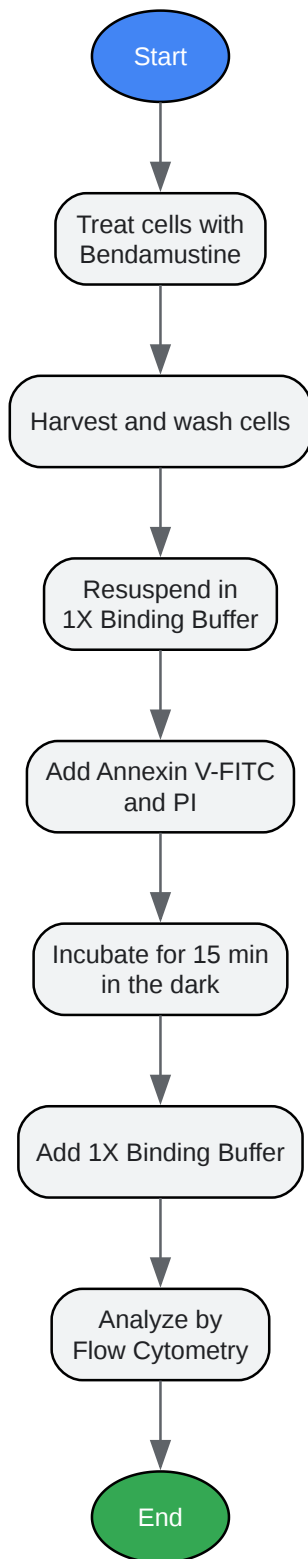 Start
Treat cells with
Bendamustine
Harvest and wash cells
Resuspend in
1X Binding Buffer
Add Annexin V-FITC
and PI
Incubate for 15 min
in the dark
Add 1X Binding Buffer
Analyze by
Flow Cytometry
End